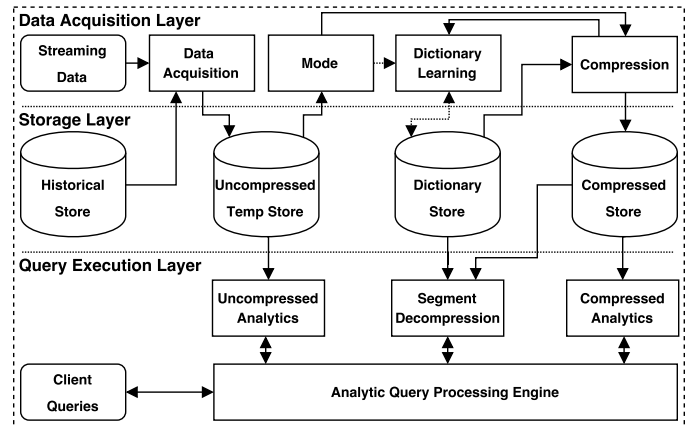 Data Acquisition Layer
Streaming
Data
Data
Acquisition
Mode
Dictionary
Learning
Compression
Storage Layer
Historical
Store
Uncompressed
Temp Store
Dictionary
Store
Compressed
Store
Query Execution Layer
Uncompressed
Analytics
Segment
Decompression
Compressed
Analytics
Client
Queries
Analytic Query Processing Engine